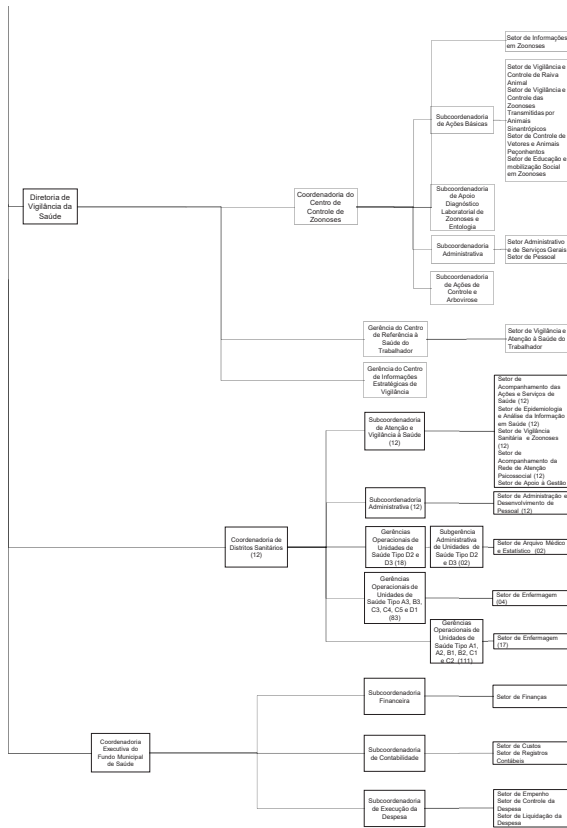 Setor de Informações
em Zoonoses
Setor de Vigilância e
Controle de Raiva
Animal
Setor de Vigilância e
Controle das
Zoonoses
Transmitidas por
Animais
Sinantrópicos
Setor de Controle de
Vetores e Animais
Peçonhentos
Setor de Educação e
mobilização Social
em Zoonoses
Subcoordenadoria
de Ações Básicas
Diretoria de
Vigilância da
Saúde
Coordenadoria do
Centro de
Controle de
Zoonoses
Subcoordenadoria
de Apoio
Diagnóstico
Laboratorial de
Zoonoses e
Entologia
Subcoordenadoria
Administrativa
Setor Administrativo
e de Serviços Gerais
Setor de Pessoal
Subcoordenadoria
de Ações de
Controle e
Arbovirose
Gerência do Centro
de Referência à
Saúde do
Trabalhador
Setor de Vigilância e
Atenção à Saúde do
Trabalhador
Gerência do Centro
de Informações
Estratégicas de
Vigilância
Subcoordenadoria
de Atenção e
Vigilância à Saúde
(12)
Setor de
Acompanhamento das
Ações e Serviços de
Saúde (12)
Setor de Epidemiologia
e Análise da Informação
em Saúde (12)
Setor de Vigilância
Sanitária e Zoonoses
(12)
Setor de
Acompanhamento da
Rede de Atenção
Psicossocial (12)
Setor de Apoio à Gestão
Subcoordenadoria
Administrativa (12)
Setor de Administração e
Desenvolvimento de
Pessoal (12)
Coordenadoria de
Distritos Sanitários
(12)
Gerências
Operacionais de
Unidades de
Saúde Tipo D2 e
D3 (18)
Subgerência
Administrativa
de Unidades de
Saúde Tipo D2
e D3 (02)
Setor de Arquivo Médico
e Estatístico (02)
Gerências
Operacionais de
Unidades de
Saúde Tipo A3, B3,
C3, C4, C5 e D1
(83)
Setor de Enfermagem
(04)
Gerências
Operacionais de
Unidades de
Saúde Tipo A1,
A2, B1, B2, C1
e C2 (111)
Setor de Enfermagem
(17)
Subcoordenadoria
Financeira
Setor de Finanças
Coordenadoria
Executiva do
Fundo Municipal
de Saúde
Subcoordenadoria
de Contabilidade
Setor de Custos
Setor de Registros
Contábeis
Subcoordenadoria
de Execução da
Despesa
Setor de Empenho
Setor de Controle da
Despesa
Setor de Liquidação da
Despesa